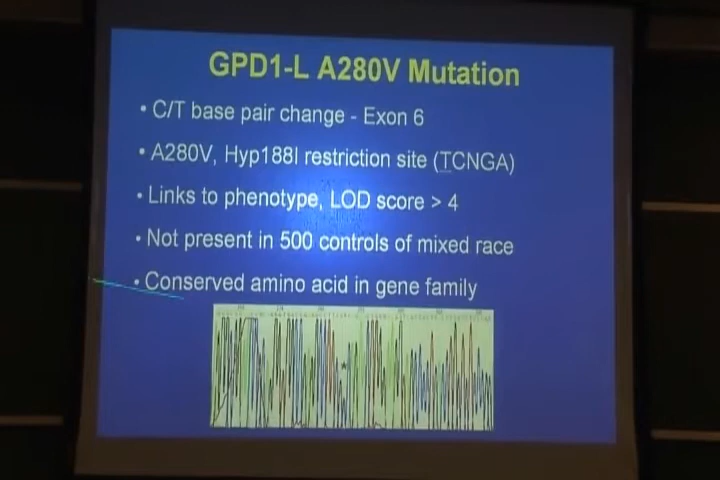 GPD1-L A280V Mutation
• C/T base pair change - Exon 6
• A280V, Hyp188I restriction site (TCNGA)
• Links to phenotype, LOD score > 4
• Not present in 500 controls of mixed race
• Conserved amino acid in gene family